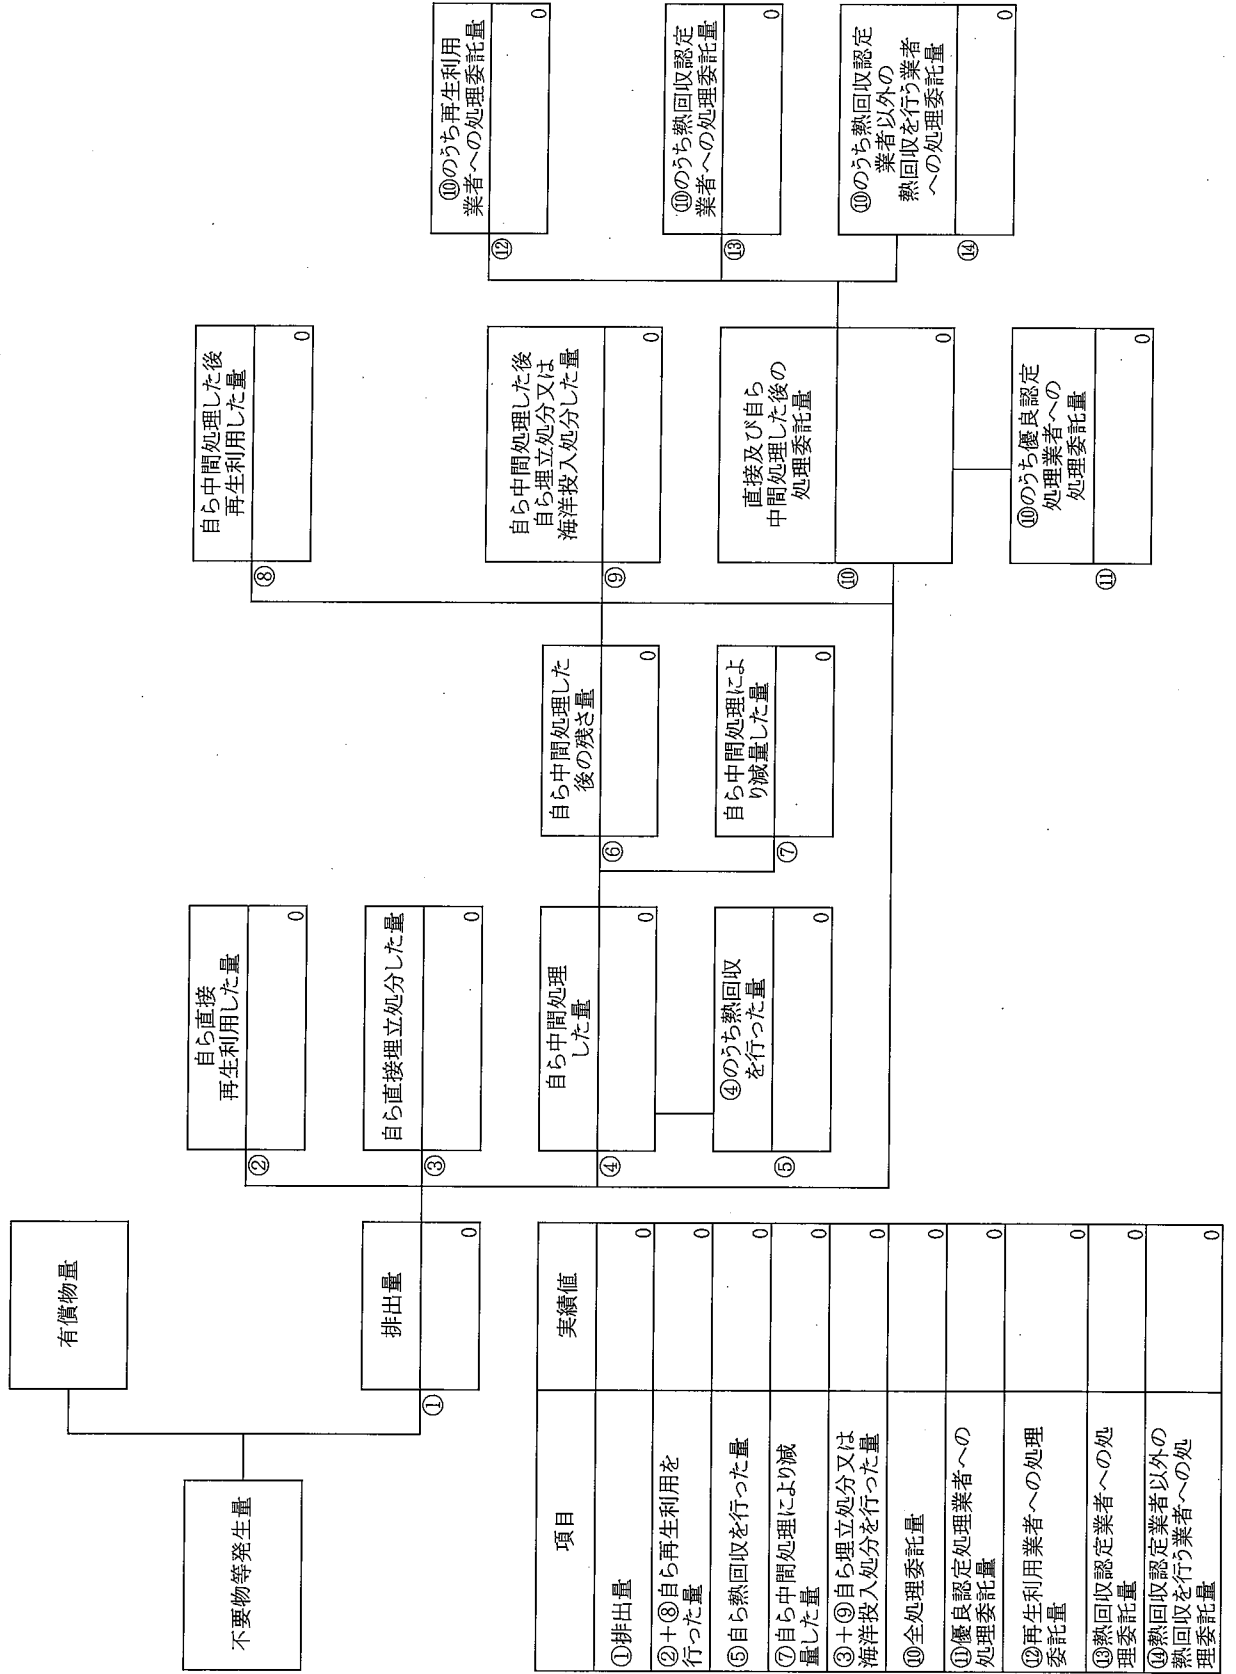 不要物等発生量
有償物量
排出量
①
0
自ら直接
再生利用した量
②
0
自ら直接埋立処分した量
③
0
自ら中間処理
した量
④
0
④のうち熱回収
を行った量
⑤
0
自ら中間処理した
後の残さ量
⑥
0
自ら中間処理によ
り減量した量
⑦
0
自ら中間処理した後
再生利用した量
⑧
0
自ら中間処理した後
自ら埋立処分又は
海洋投入処分した量
⑨
0
直接及び自ら
中間処理した後の
処理委託量
⑩
0
⑩のうち優良認定
処理業者への
処理委託量
⑪
0
⑩のうち再生利用
業者への処理委託量
⑫
0
⑩のうち熱回収認定
業者への処理委託量
⑬
0
⑩のうち熱回収認定
業者以外の
熱回収を行う業者
への処理委託量
⑭
0
項目 実績値
①排出量 0
②＋⑧自ら再生利用を
行った量 0
⑤自ら熱回収を行った量 0
⑦自ら中間処理により減
量した量 0
③＋⑨自ら埋立処分又は
海洋投入処分を行った量 0
⑩全処理委託量 0
⑪優良認定処理業者への
処理委託量 0
⑫再生利用業者への処理
委託量 0
⑬熱回収認定業者への処
理委託量 0
⑭熱回収認定業者以外の
熱回収を行う業者への処
理委託量 0